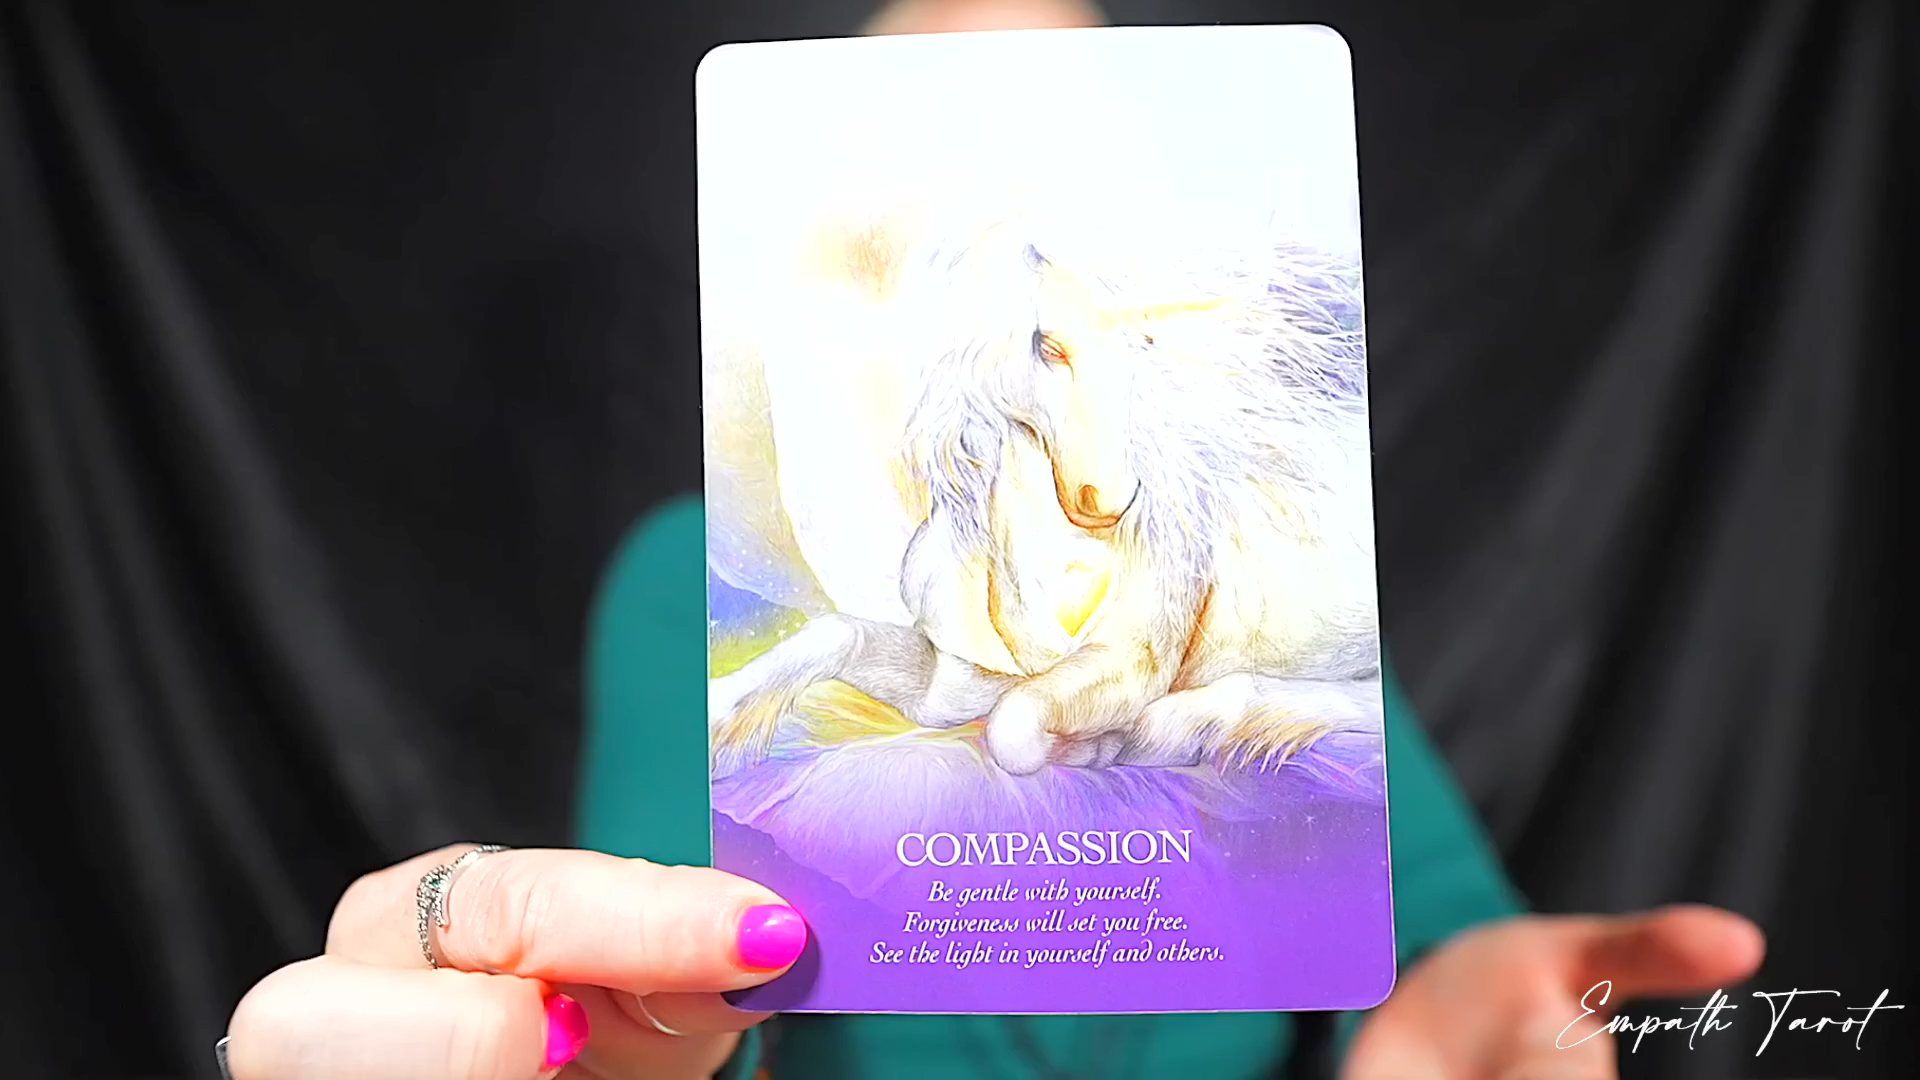 COMPASSION
Be gentle with yourself.
Forgiveness will set you free.
See the light in yourself and others.
Empath Tarot